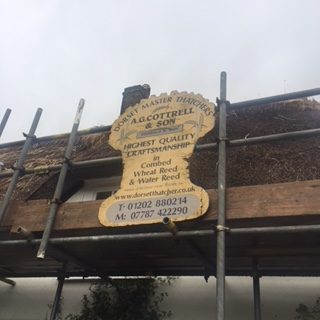 DORSET MASTER THATCHERS
A.G. COTTRELL
& SON
HIGHEST QUALITY
CRAFTSMANSHIP
in
Combed
Wheat Reed
& Water Reed
www.dorsetthatcher.co.uk
T: 01202 880214
M: 07787 422290